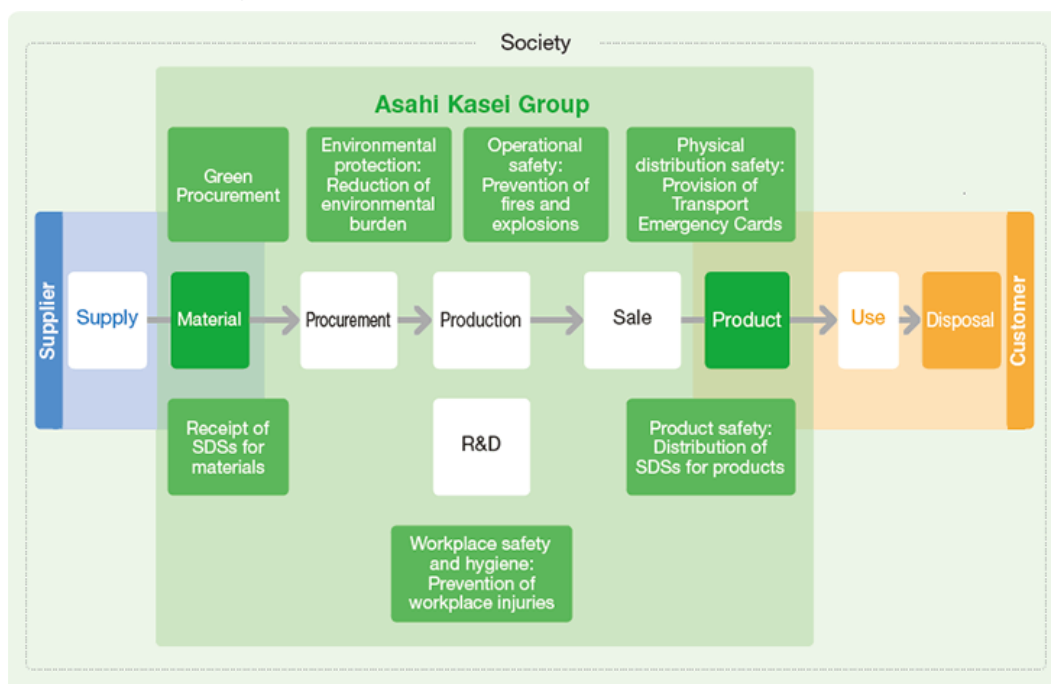 Society
Asahi Kasei Group
Green
Procurement
Environmental
protection:
Reduction of
environmental
burden
Operational
safety:
Prevention of
fires and
explosions
Physical
distribution safety:
Provision of
Transport
Emergency Cards
Supplier
Supply
Material
Procurement
Production
Sale
Product
Use
Disposal
Customer
Receipt of
SDSs for
materials
R&D
Product safety:
Distribution of
SDSs for products
Workplace safety
and hygiene:
Prevention of
workplace injuries